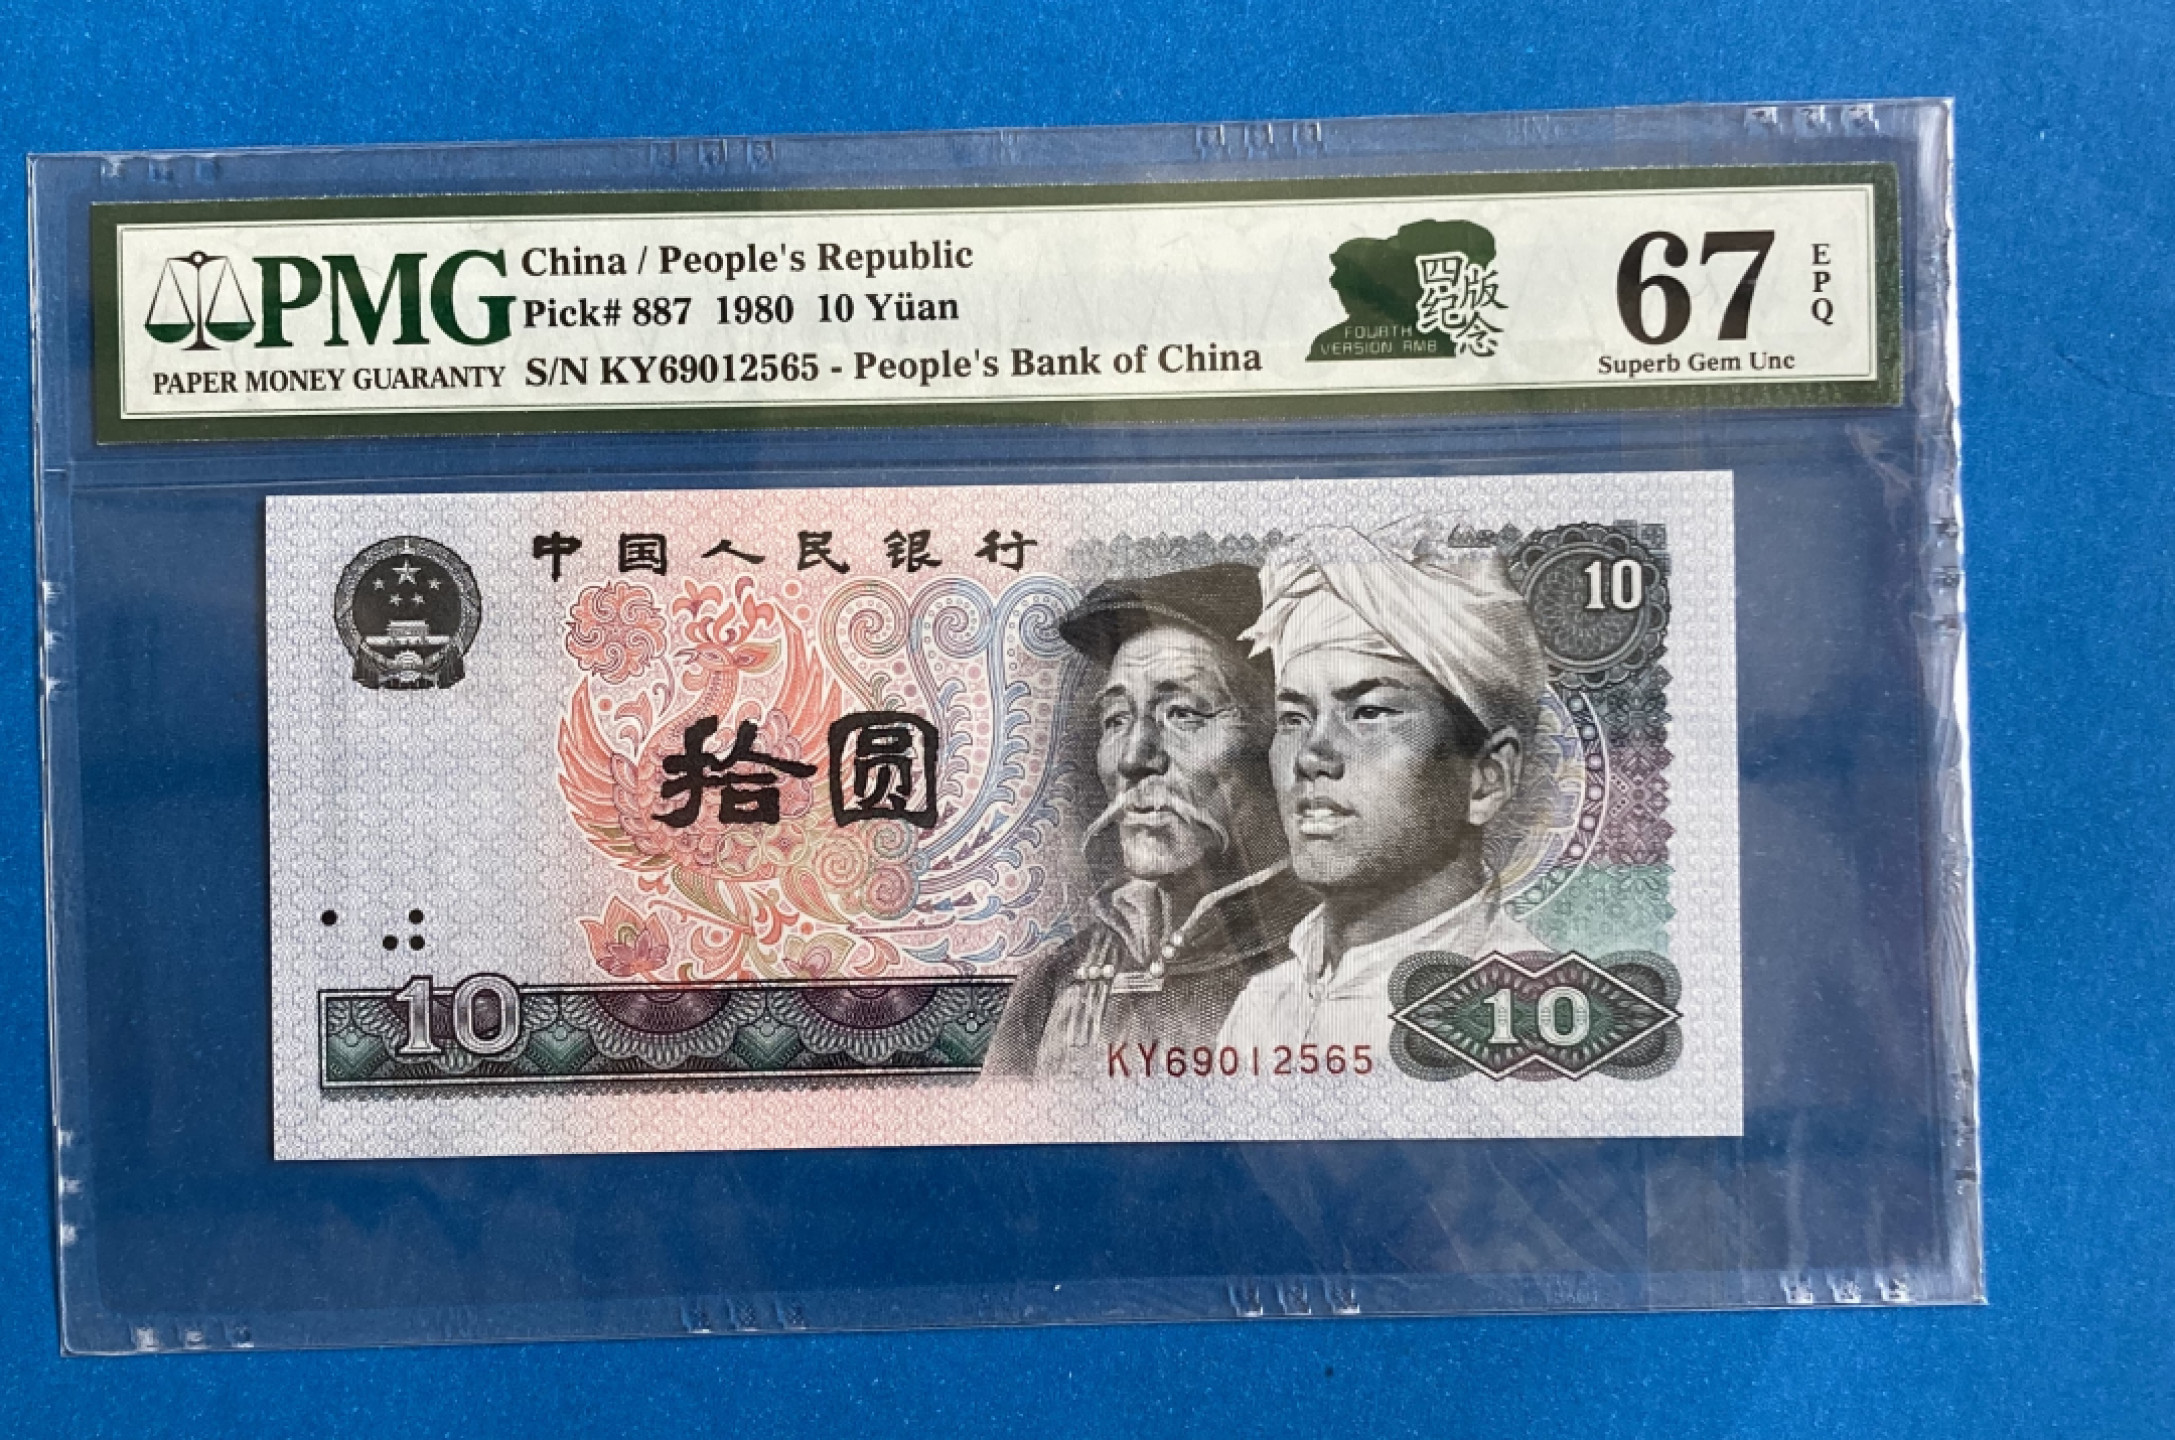 PMG
PAPER MONEY GUARANTY
China / People's Republic
Pick# 887 1980 10 Yüan
S/N KY69012565 - People's Bank of China
四版
纪念
FOURTH
VERSION RMB
67
EPQ
Superb Gem Unc
中国人民银行
10
拾圆
10
KY69012565
10